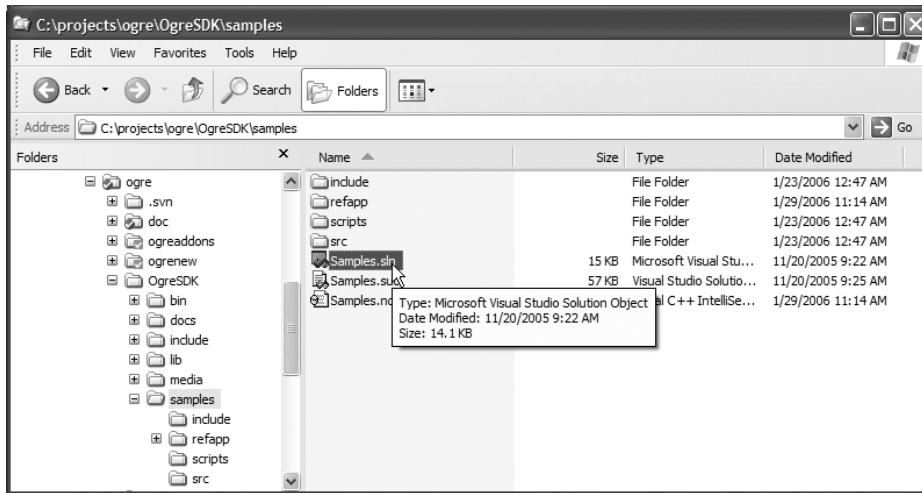 C:\projects\ogre\OgreSDK\samples
File Edit View Favorites Tools Help
Back Search Folders
Address C:\projects\ogre\OgreSDK\samples Go
Folders × Name Size Type Date Modified
ogre
.svn
doc
ogreaddons
ogrenew
OgreSDK
bin
docs
include
lib
media
samples
include
refapp
scripts
src
include File Folder 1/23/2006 12:47 AM
refapp File Folder 1/29/2006 11:14 AM
scripts File Folder 1/23/2006 12:47 AM
src File Folder 1/23/2006 12:47 AM
Samples.sln 15 KB Microsoft Visual Stu... 11/20/2005 9:22 AM
Samples.suo 57 KB Visual Studio Solutio... 11/20/2005 9:25 AM
Samples.nc C++ IntelliSe... 1/29/2006 11:14 AM
Type: Microsoft Visual Studio Solution Object
Date Modified: 11/20/2005 9:22 AM
Size: 14.1 KB